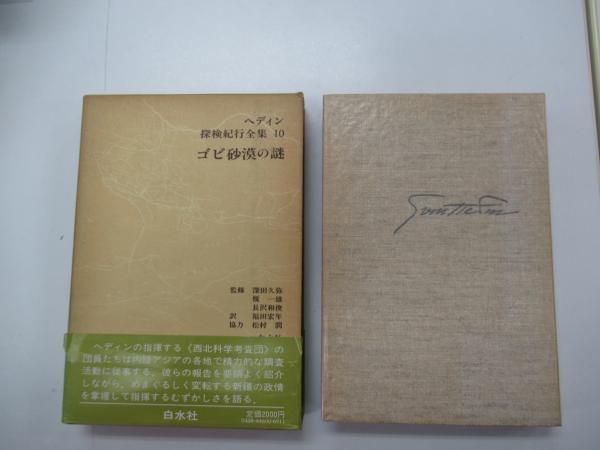 ヘディン
探検紀行全集 10
ゴビ砂漠の謎
監修 深田久弥
榎 一雄
長沢和俊
訳 福田宏年
協力 松村 潤
ヘディンの指揮する《西北科学考査団》の
団員たちは内陸アジアの各地で精力的な調査
活動に従事する。彼らの報告を要領よく紹介
しながら、めまぐるしく変転する新疆の政情
を掌握して指揮するむずかしさを語る。
白水社
定価2000円
Sven Hedin